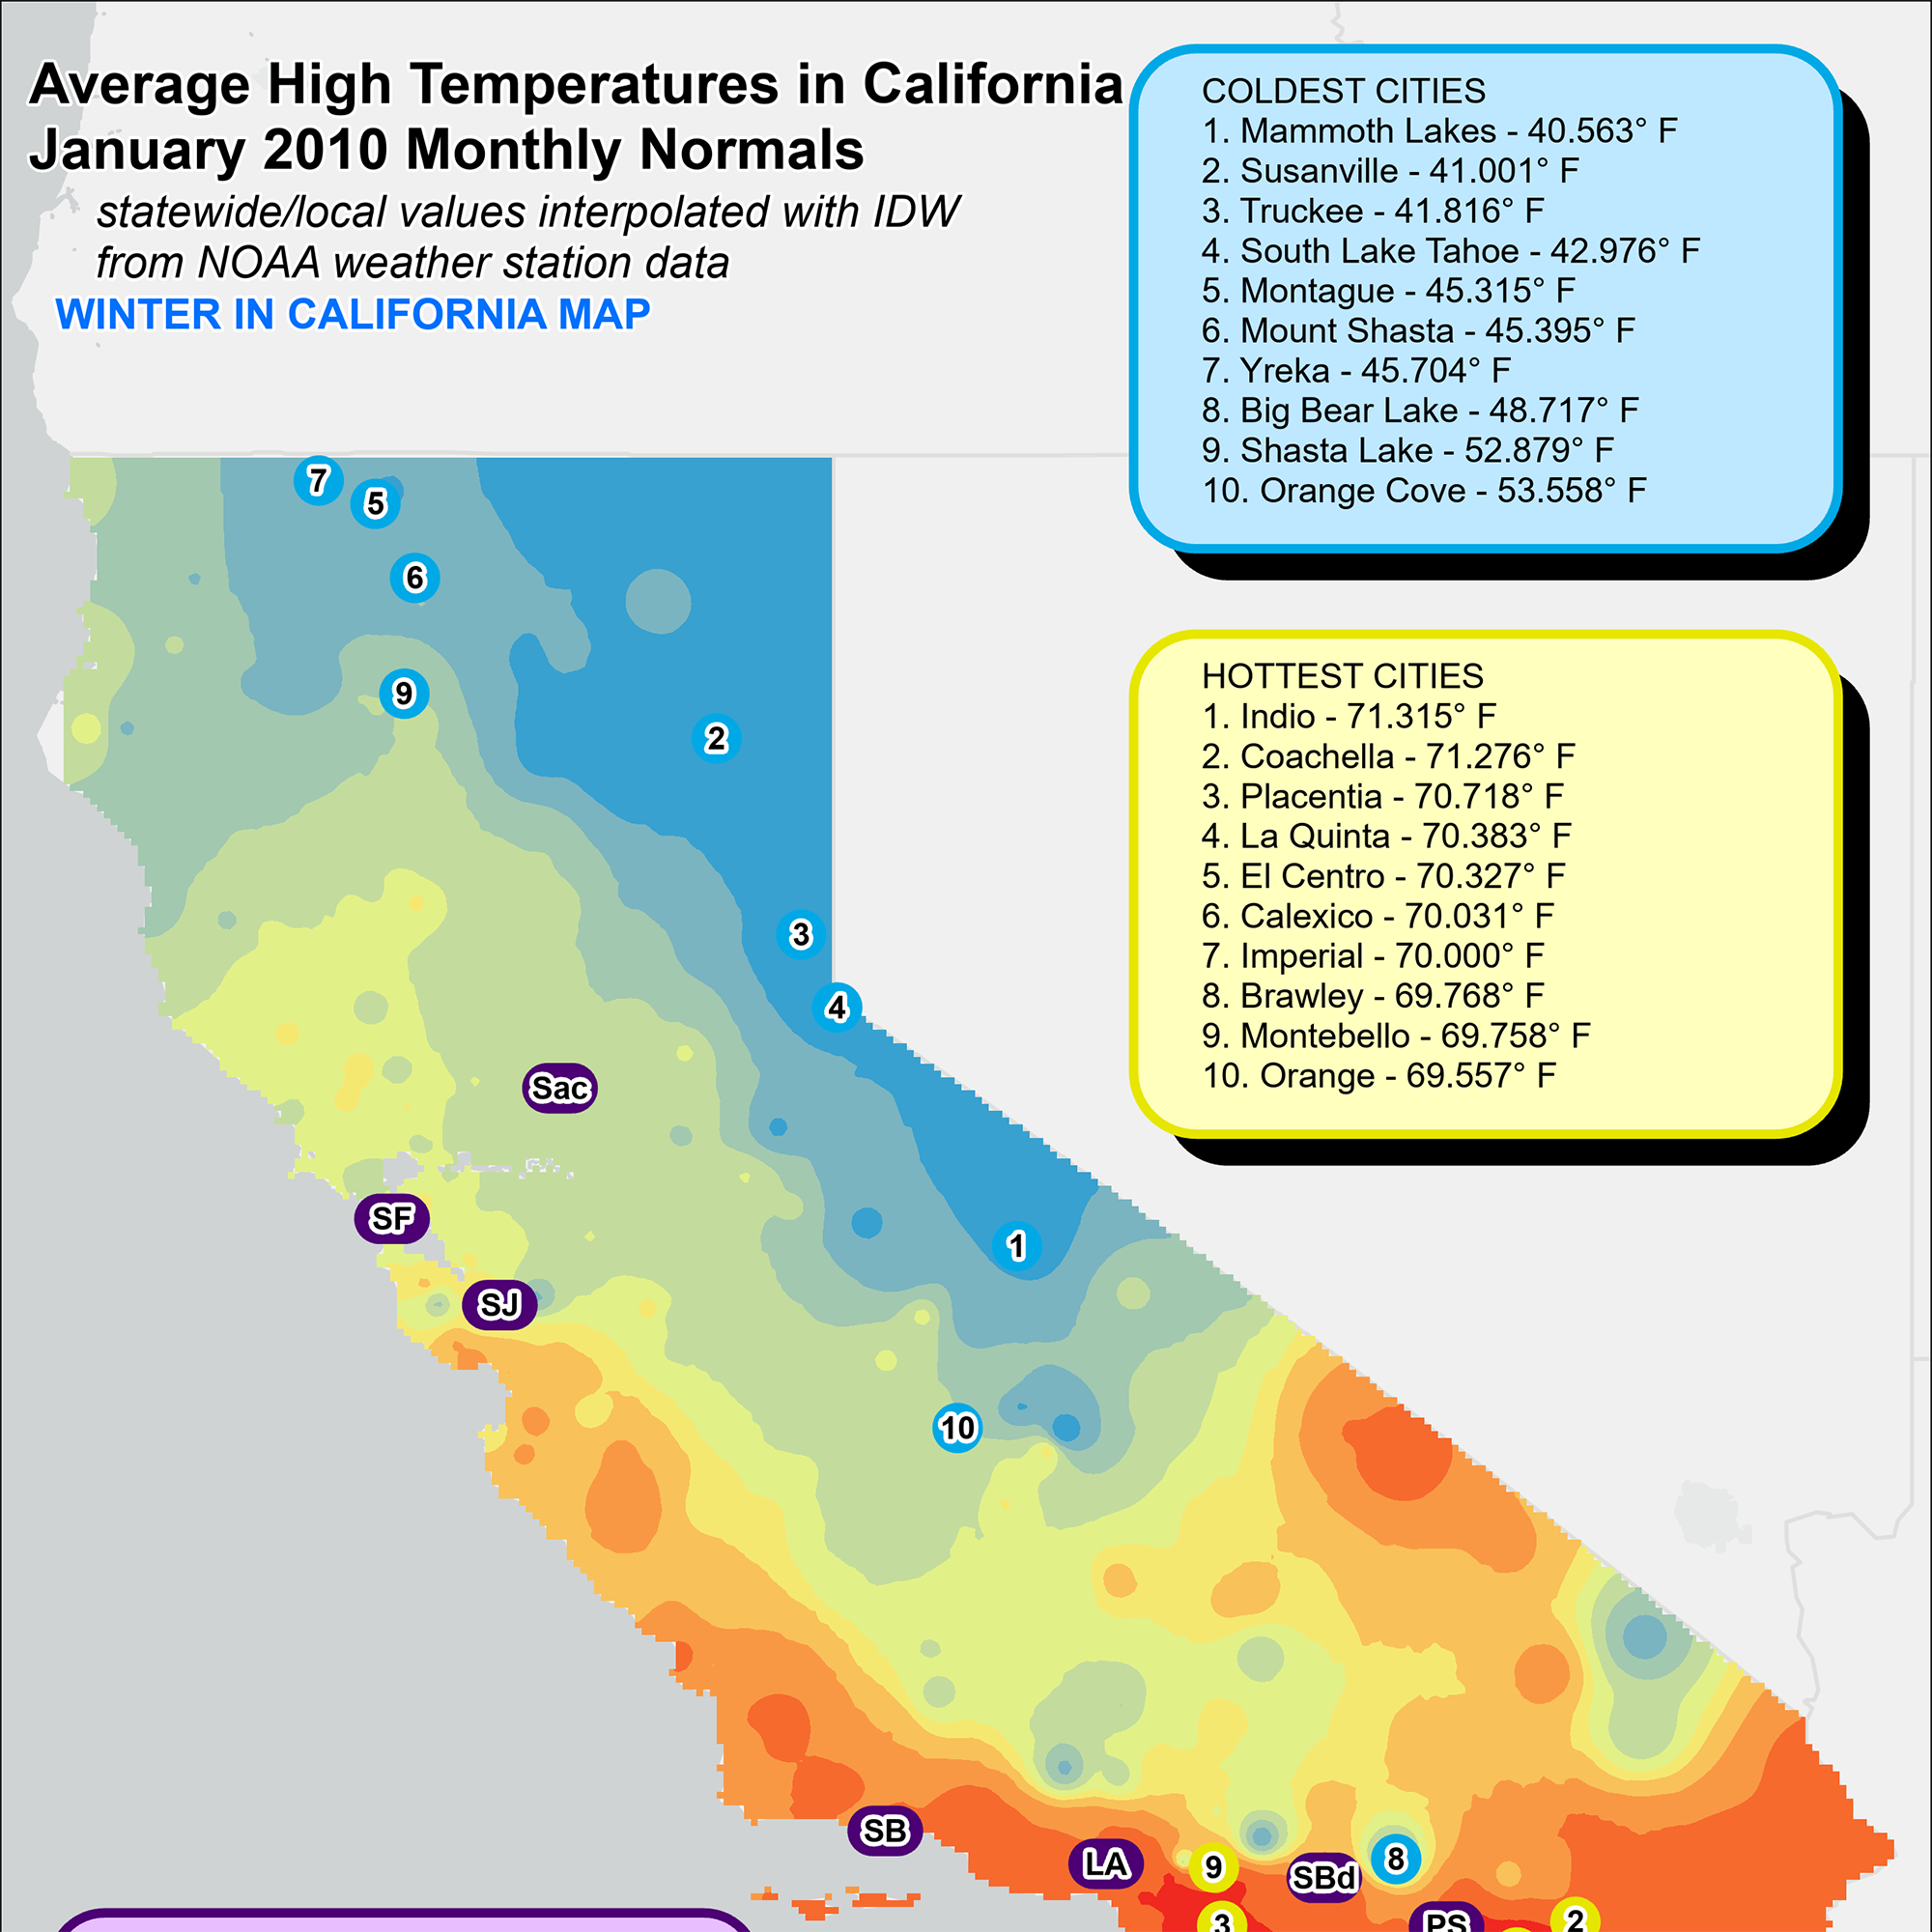 Average High Temperatures in California
January 2010 Monthly Normals
statewide/local values interpolated with IDW
from NOAA weather station data
WINTER IN CALIFORNIA MAP
COLDEST CITIES
1. Mammoth Lakes - 40.563° F
2. Susanville - 41.001° F
3. Truckee - 41.816° F
4. South Lake Tahoe - 42.976° F
5. Montague - 45.315° F
6. Mount Shasta - 45.395° F
7. Yreka - 45.704° F
8. Big Bear Lake - 48.717° F
9. Shasta Lake - 52.879° F
10. Orange Cove - 53.558° F
HOTTEST CITIES
1. Indio - 71.315° F
2. Coachella - 71.276° F
3. Placentia - 70.718° F
4. La Quinta - 70.383° F
5. El Centro - 70.327° F
6. Calexico - 70.031° F
7. Imperial - 70.000° F
8. Brawley - 69.768° F
9. Montebello - 69.758° F
10. Orange - 69.557° F
7
5
6
9
2
3
4
Sac
SF
1
SJ
10
SB
LA
9
SBd
8
3
PS
2